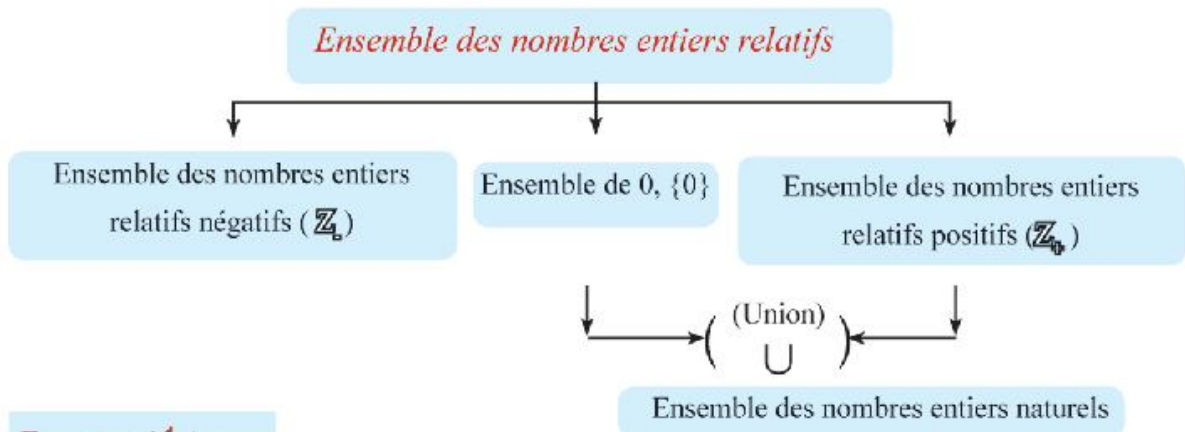 Ensemble des nombres entiers relatifs
Ensemble des nombres entiers
relatifs négatifs (ℤ₋)
Ensemble de 0, {0}
Ensemble des nombres entiers
relatifs positifs (ℤ₊)
(Union)
∪
Ensemble des nombres entiers naturels